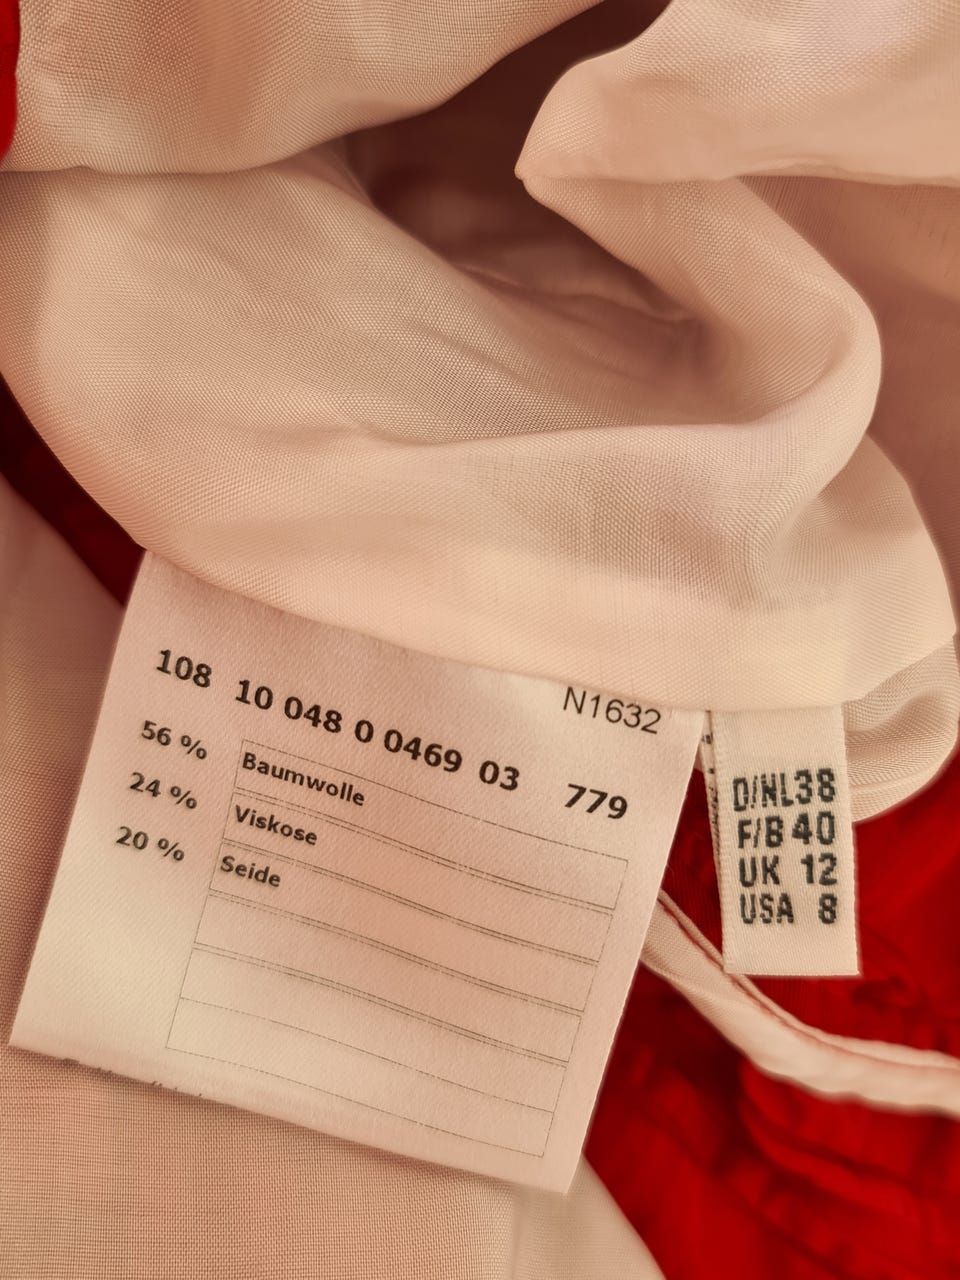 N1632
108 10 048 0 0469 03 779
56 % Baumwolle
24 % Viskose
20 % Seide
D/NL38
F/B 40
UK 12
USA 8